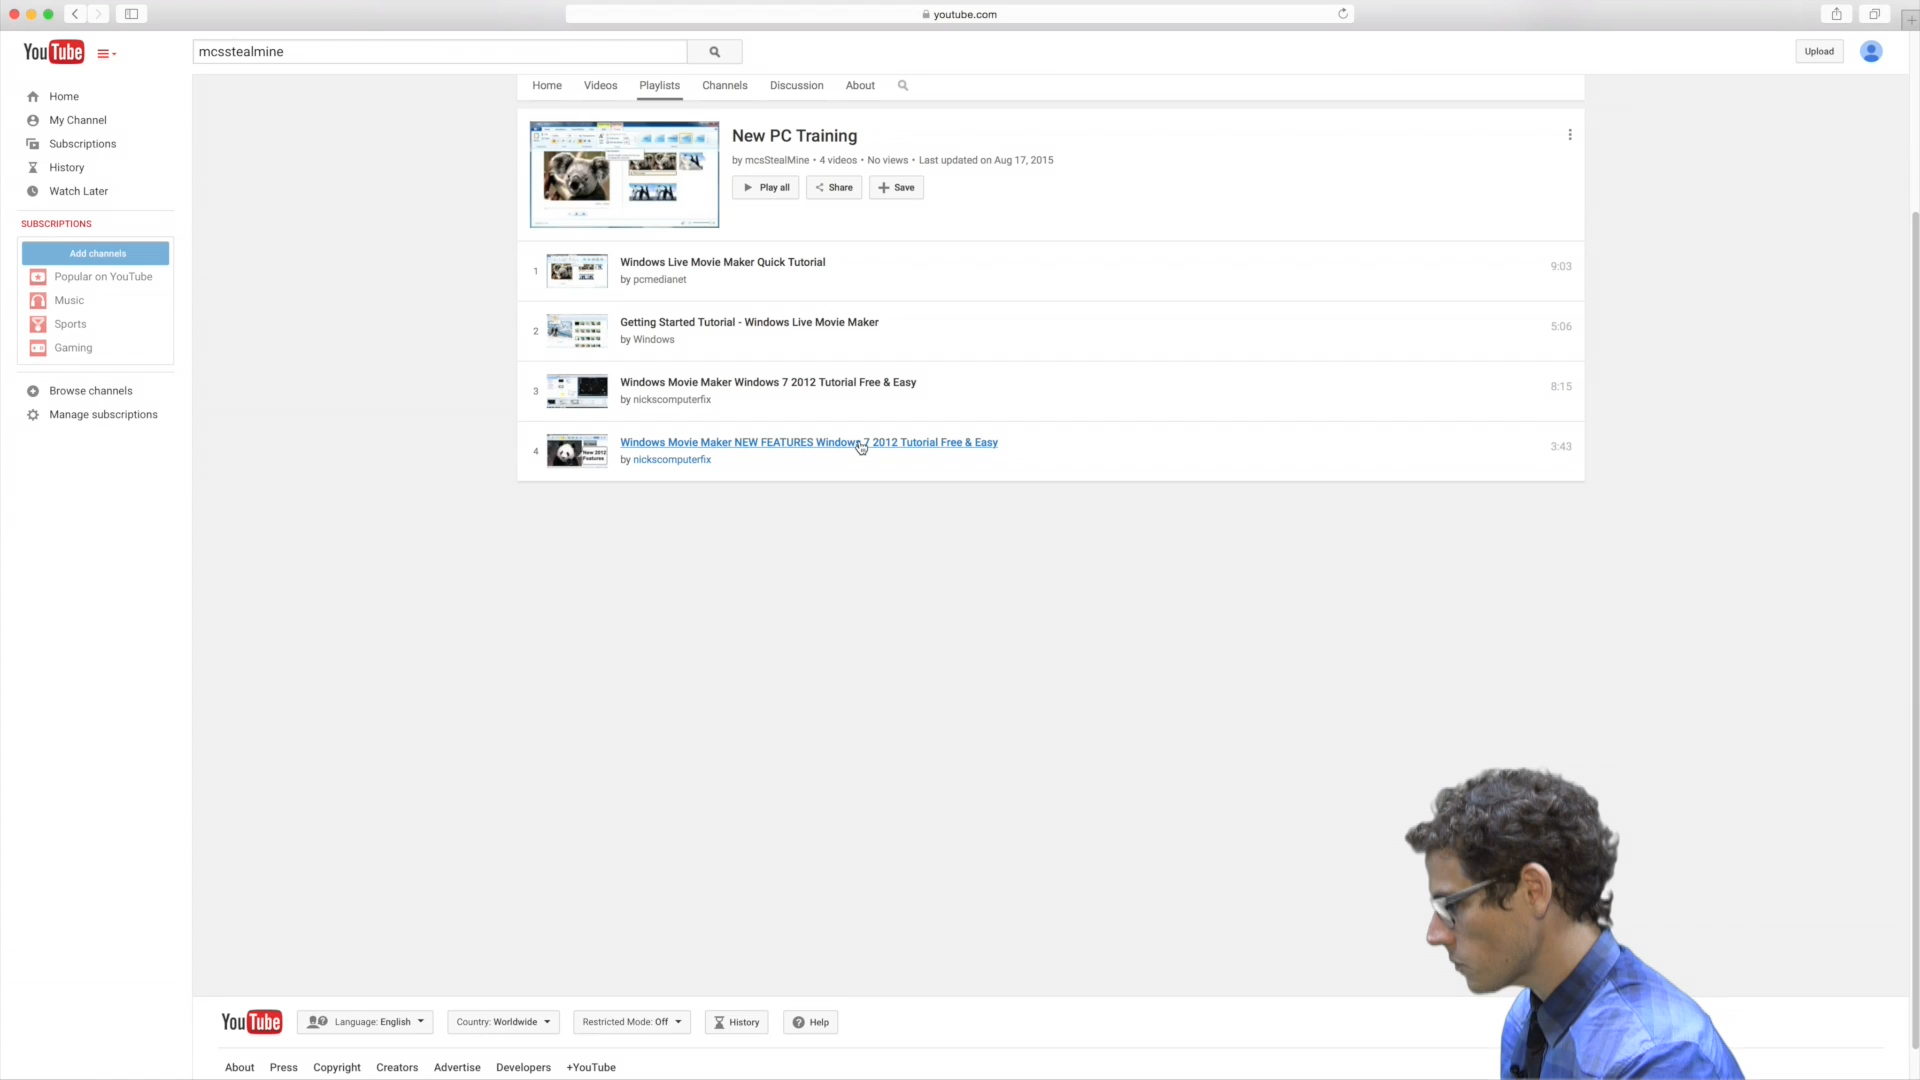 youtube.com
YouTube
mcsstealmine
Upload
Home
My Channel
Subscriptions
History
Watch Later
SUBSCRIPTIONS
Add channels
Popular on YouTube
Music
Sports
Gaming
Browse channels
Manage subscriptions
Home Videos Playlists Channels Discussion About
New PC Training
by mcsStealMine • 4 videos • No views • Last updated on Aug 17, 2015
Play all Share Save
1
Windows Live Movie Maker Quick Tutorial
by pcmedianet
9:03
2
Getting Started Tutorial - Windows Live Movie Maker
by Windows
5:06
3
Windows Movie Maker Windows 7 2012 Tutorial Free & Easy
by nickscomputerfix
8:15
4
New 2012
Features
Windows Movie Maker NEW FEATURES Windows 7 2012 Tutorial Free & Easy
by nickscomputerfix
3:43
YouTube Language: English Country: Worldwide Restricted Mode: Off History Help
About Press Copyright Creators Advertise Developers +YouTube